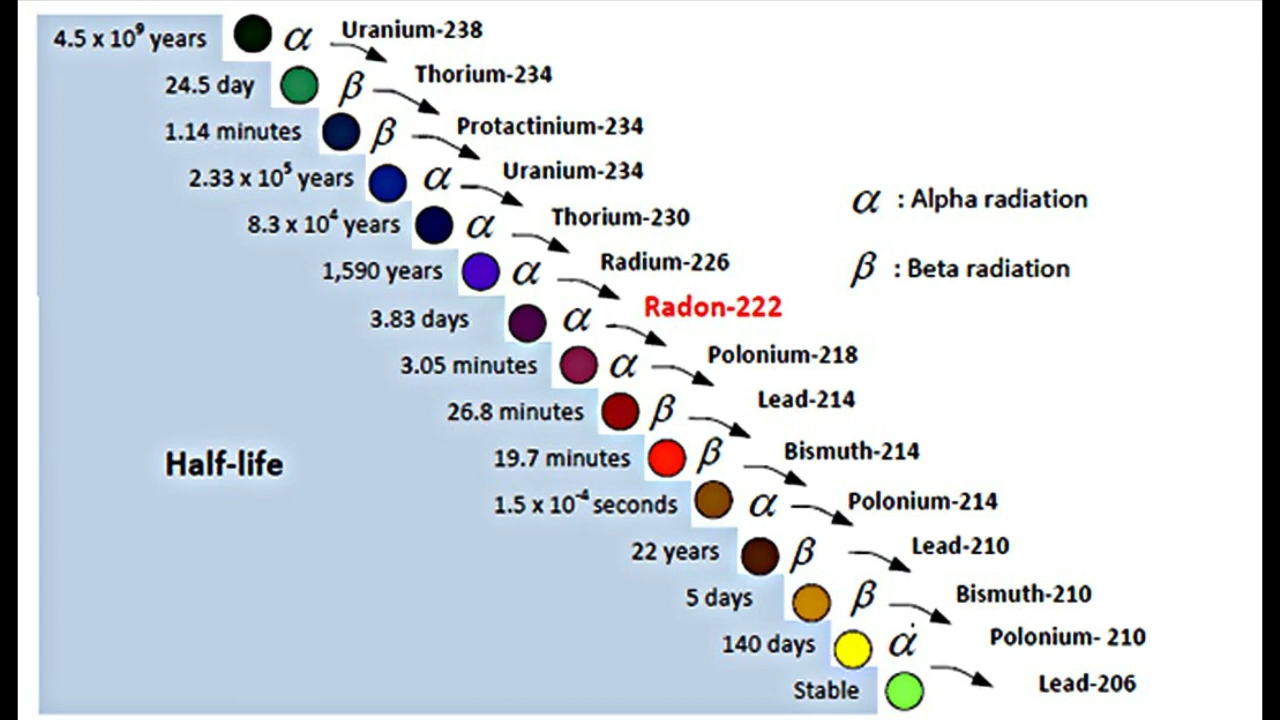 4.5 x 10⁹ years α Uranium-238
24.5 day β Thorium-234
1.14 minutes β Protactinium-234
2.33 x 10⁵ years α Uranium-234
8.3 x 10⁴ years α Thorium-230
1,590 years α Radium-226
3.83 days α Radon-222
3.05 minutes α Polonium-218
26.8 minutes β Lead-214
19.7 minutes β Bismuth-214
1.5 x 10⁻⁴ seconds α Polonium-214
22 years β Lead-210
5 days β Bismuth-210
140 days α Polonium- 210
Stable Lead-206
α : Alpha radiation
β : Beta radiation
Half-life